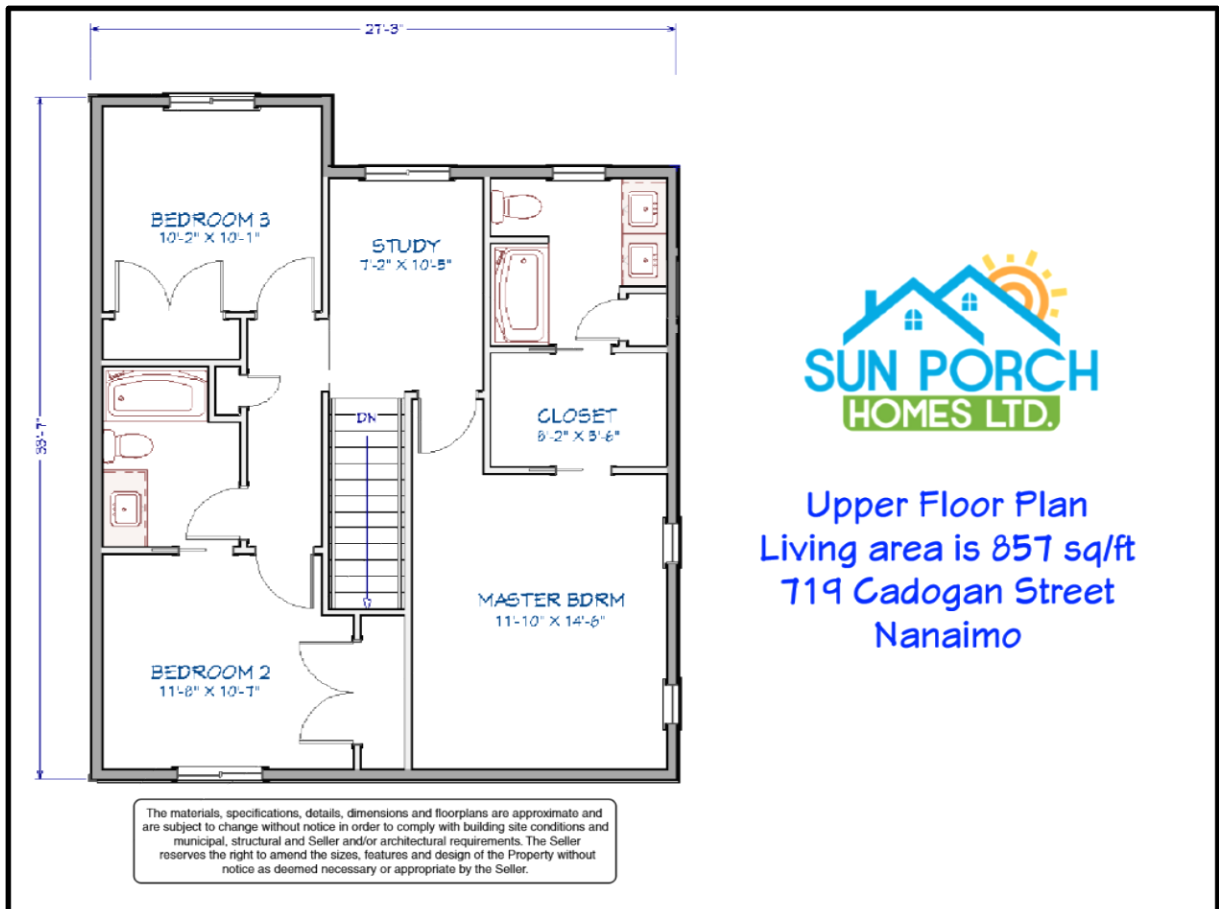 27'-3"
33'-7"
BEDROOM 3
10'-2" X 10'-1"
STUDY
7'-2" X 10'-5"
DN
CLOSET
MASTER BDRM
11'-10" X 14'-6"
BEDROOM 2
11'-8" X 10'-7"
SUN PORCH
HOMES LTD.
Upper Floor Plan
Living area is 857 sq/ft
719 Cadogan Street
Nanaimo
The materials, specifications, details, dimensions and floorplans are approximate and
are subject to change without notice in order to comply with building site conditions and
municipal, structural and Seller and/or architectural requirements. The Seller
reserves the right to amend the sizes, features and design of the Property without
notice as deemed necessary or appropriate by the Seller.